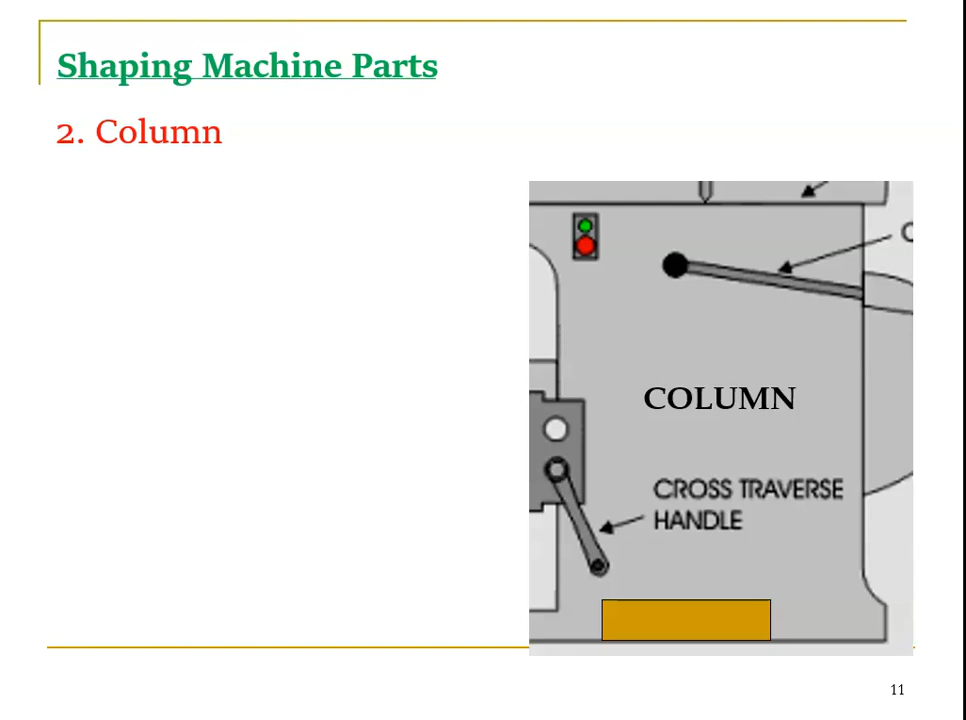 Shaping Machine Parts
2. Column
C
COLUMN
CROSS TRAVERSE
HANDLE
11